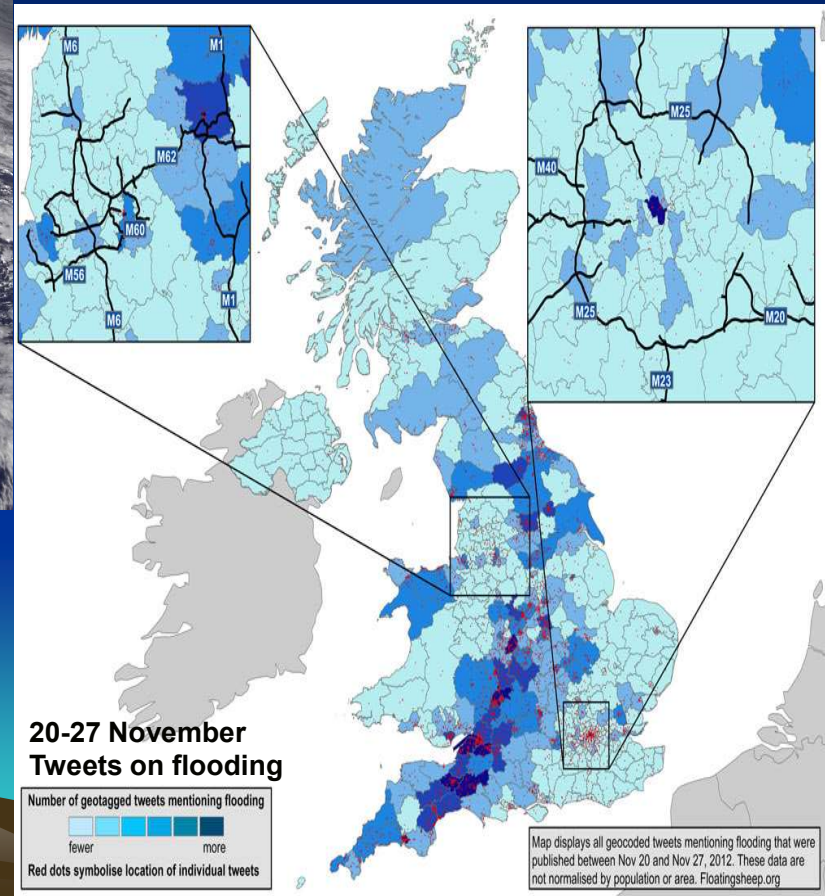 M6
M1
M62
M60
M56
M6
M1
M25
M40
M25
M20
M23
20-27 November
Tweets on flooding
Number of geotagged tweets mentioning flooding
fewer more
Red dots symbolise location of individual tweets
Map displays all geocoded tweets mentioning flooding that were
published between Nov 20 and Nov 27, 2012. These data are
not normalised by population or area. Floatingsheep.org